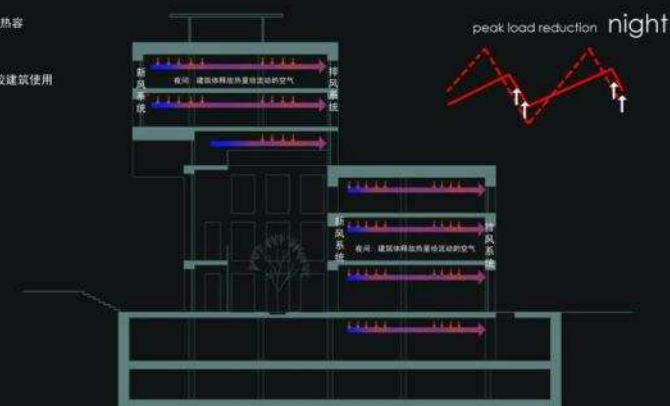 热容
peak load reduction night
建筑使用
新风系统
夜间 建筑体释放热量给流动的空气
排风系统
新风系统
夜间 建筑体释放热量给流动的空气
排风系统